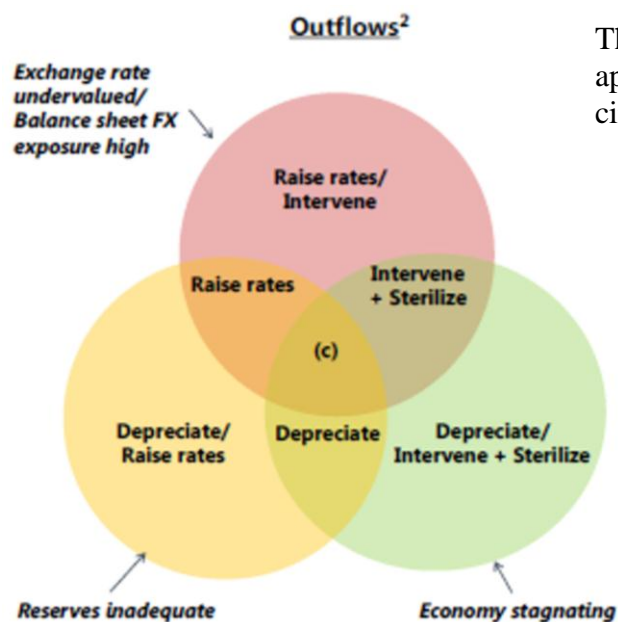 Outflows²
Exchange rate
undervalued/
Balance sheet FX
exposure high
Raise rates/
Intervene
Raise rates
Intervene
+ Sterilize
(c)
Depreciate/
Raise rates
Depreciate
Depreciate/
Intervene + Sterilize
Reserves inadequate
Economy stagnating